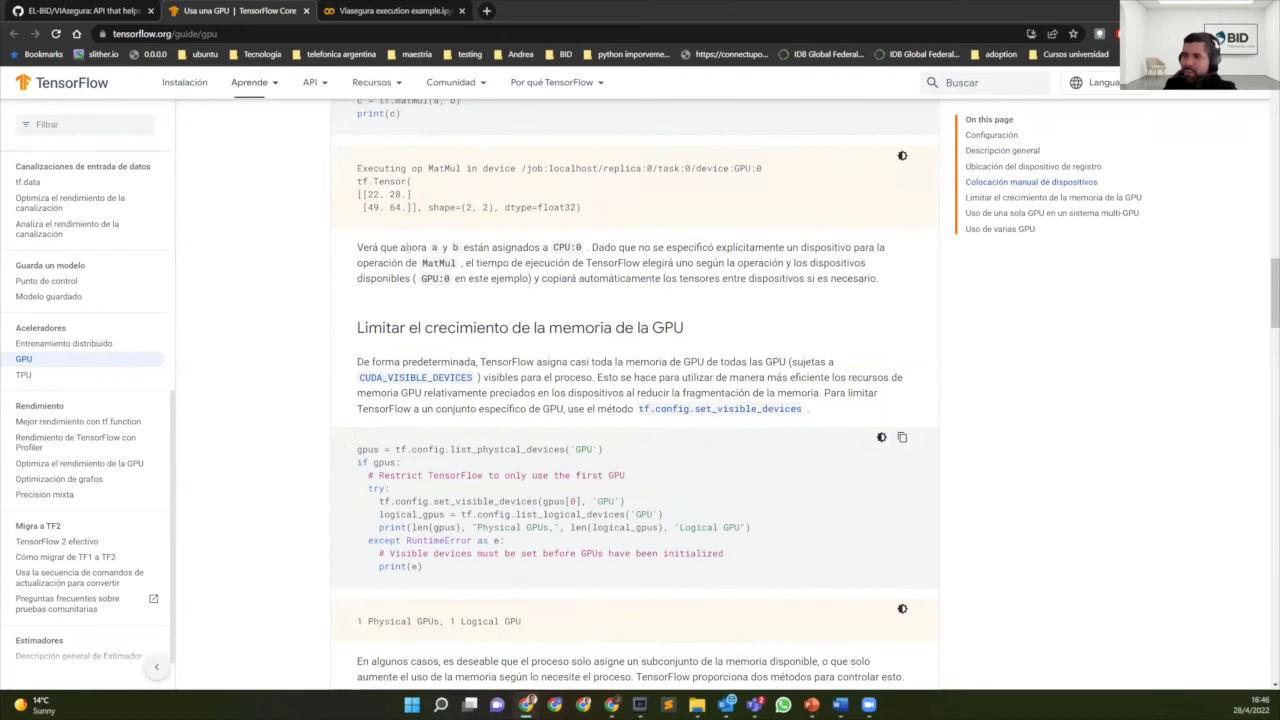 EL-BID/VIAsegura: API that help
Usa una GPU | TensorFlow Core
Viasegura execution example.ip
tensorflow.org/guide/gpu
Bookmarks
slither.io
0.0.0.0
ubuntu
Tecnologia
telefonica argentina
maestria
testing
Andrea
BID
python imporveme...
https://connectupo...
IDB Global Federal...
IDB Global Federal...
adoption
Cursos universidad
BID
TensorFlow
Instalación
Aprende
API
Recursos
Comunidad
Por qué TensorFlow
Buscar
Langua
Filtrar
Canalizaciones de entrada de datos
tf.data
Optimiza el rendimiento de la
canalización
Analiza el rendimiento de la
canalización
Guarda un modelo
Punto de control
Modelo guardado
Aceleradores
Entrenamiento distribuido
GPU
TPU
Rendimiento
Mejor rendimiento con tf.function
Rendimiento de TensorFlow con
Profiler
Optimiza el rendimiento de la GPU
Optimización de grafos
Precisión mixta
Migra a TF2
TensorFlow 2 efectivo
Cómo migrar de TF1 a TF2
Usa la secuencia de comandos de
actualización para convertir
Preguntas frecuentes sobre
pruebas comunitarias
Estimadores
Descripción general de Estimador
c = tf.matmul(a, b)
print(c)
Executing op MatMul in device /job:localhost/replica:0/task:0/device:GPU:0
tf.Tensor(
[[22. 28.]
[49. 64.]], shape=(2, 2), dtype=float32)
Verá que ahora a y b están asignados a CPU:0 . Dado que no se especificó explícitamente un dispositivo para la
operación de MatMul , el tiempo de ejecución de TensorFlow elegirá uno según la operación y los dispositivos
disponibles ( GPU:0 en este ejemplo) y copiará automáticamente los tensores entre dispositivos si es necesario.
Limitar el crecimiento de la memoria de la GPU
De forma predeterminada, TensorFlow asigna casi toda la memoria de GPU de todas las GPU (sujetas a
CUDA_VISIBLE_DEVICES ) visibles para el proceso. Esto se hace para utilizar de manera más eficiente los recursos de
memoria GPU relativamente preciados en los dispositivos al reducir la fragmentación de la memoria. Para limitar
TensorFlow a un conjunto específico de GPU, use el método tf.config.set_visible_devices .
gpus = tf.config.list_physical_devices('GPU')
if gpus:
# Restrict TensorFlow to only use the first GPU
try:
tf.config.set_visible_devices(gpus[0], 'GPU')
logical_gpus = tf.config.list_logical_devices('GPU')
print(len(gpus), "Physical GPUs,", len(logical_gpus), "Logical GPU")
except RuntimeError as e:
# Visible devices must be set before GPUs have been initialized
print(e)
1 Physical GPUs, 1 Logical GPU
En algunos casos, es deseable que el proceso solo asigne un subconjunto de la memoria disponible, o que solo
aumente el uso de la memoria según lo necesite el proceso. TensorFlow proporciona dos métodos para controlar esto.
On this page
Configuración
Descripción general
Ubicación del dispositivo de registro
Colocación manual de dispositivos
Limitar el crecimiento de la memoria de la GPU
Uso de una sola GPU en un sistema multi-GPU
Uso de varias GPU
14°C
Sunny
16:46
28/4/2022